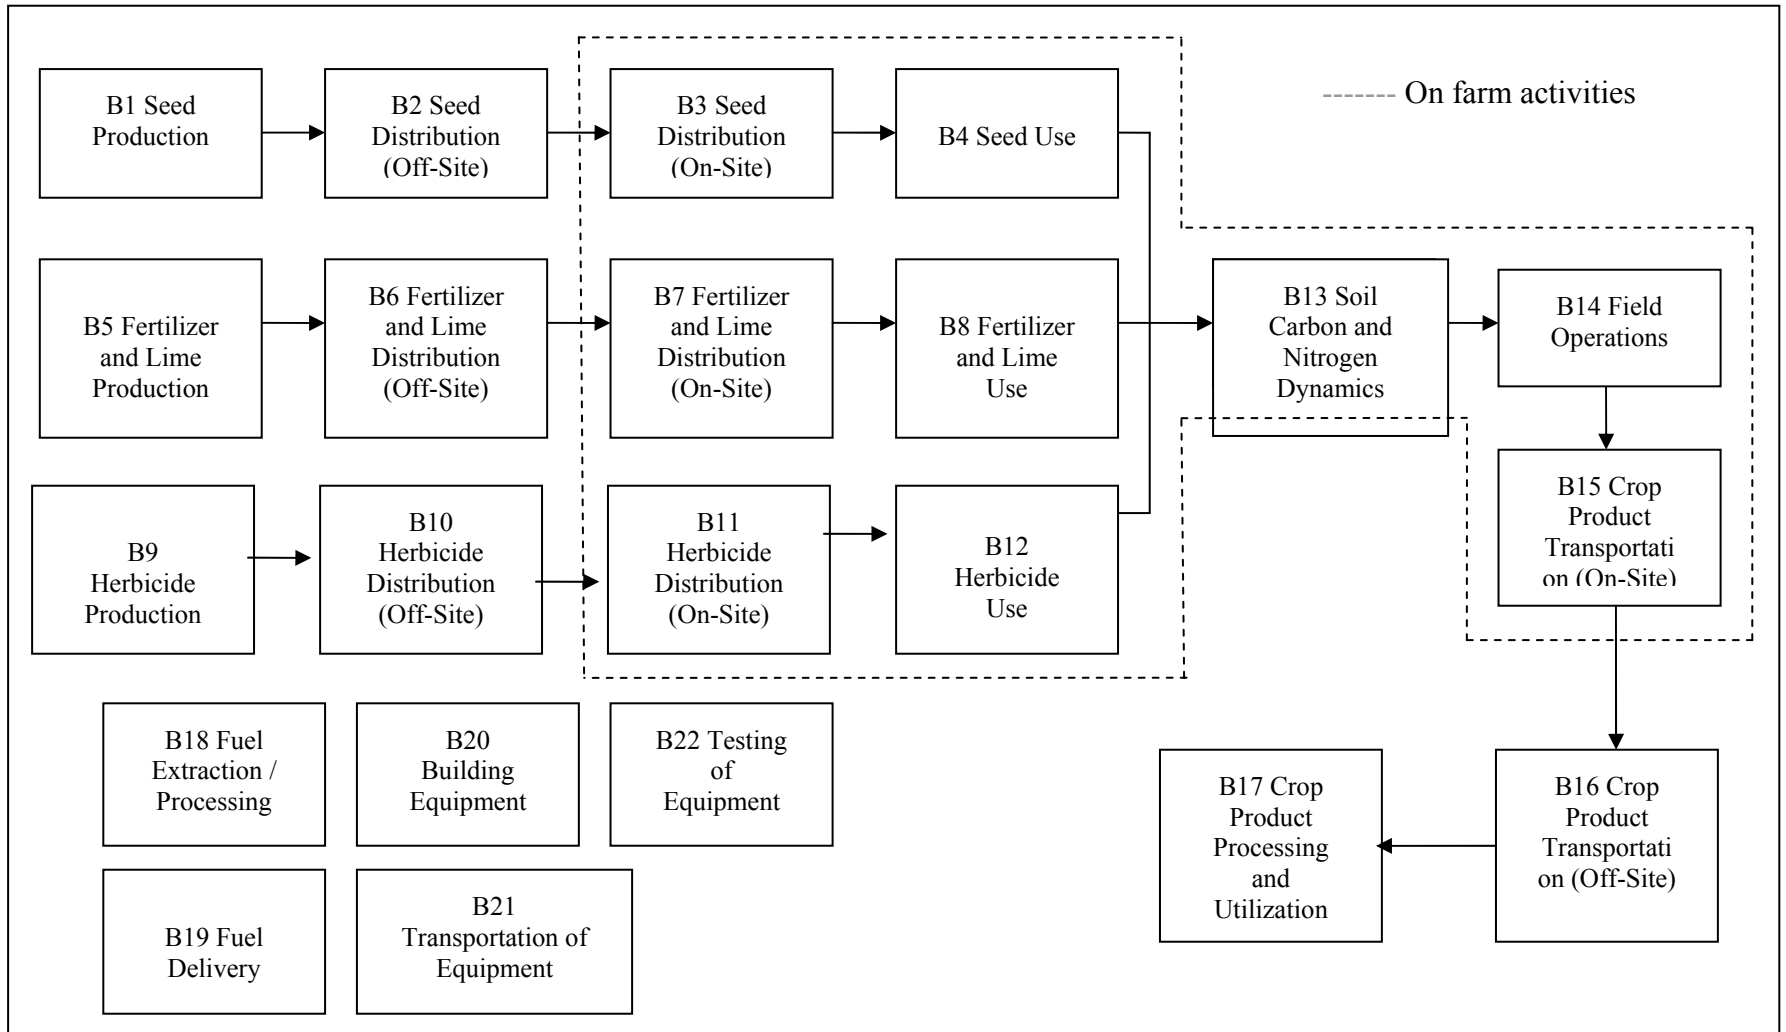 ------- On farm activities
B1 Seed
Production
B2 Seed
Distribution
(Off-Site)
B3 Seed
Distribution
(On-Site)
B4 Seed Use
B5 Fertilizer
and Lime
Production
B6 Fertilizer
and Lime
Distribution
(Off-Site)
B7 Fertilizer
and Lime
Distribution
(On-Site)
B8 Fertilizer
and Lime
Use
B13 Soil
Carbon and
Nitrogen
Dynamics
B14 Field
Operations
B15 Crop
Product
Transportati
on (On-Site)
B9
Herbicide
Production
B10
Herbicide
Distribution
(Off-Site)
B11
Herbicide
Distribution
(On-Site)
B12
Herbicide
Use
B18 Fuel
Extraction /
Processing
B20
Building
Equipment
B22 Testing
of
Equipment
B17 Crop
Product
Processing
and
Utilization
B16 Crop
Product
Transportati
on (Off-Site)
B19 Fuel
Delivery
B21
Transportation of
Equipment